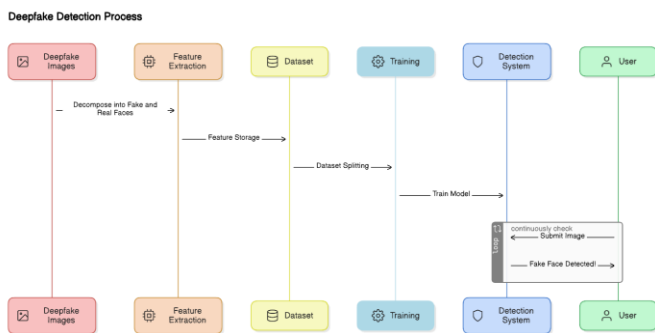 Deepfake Detection Process
Deepfake
Images
Feature
Extraction
Dataset
Training
Detection
System
User
Decompose into Fake and
Real Faces
Feature Storage
Dataset Splitting
Train Model
loop
continuously check
Submit Image
Fake Face Detected!
Deepfake
Images
Feature
Extraction
Dataset
Training
Detection
System
User